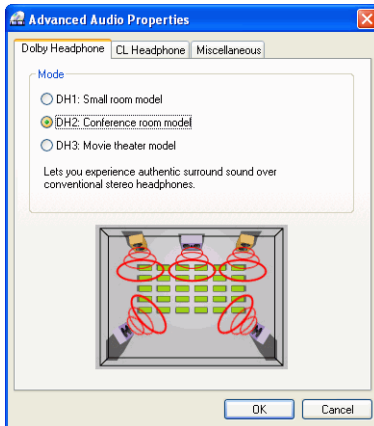 Advanced Audio Properties
Dolby Headphone CL Headphone Miscellaneous
Mode
DH1: Small room model
DH2: Conference room model
DH3: Movie theater model
Lets you experience authentic surround sound over
conventional stereo headphones.
OK Cancel